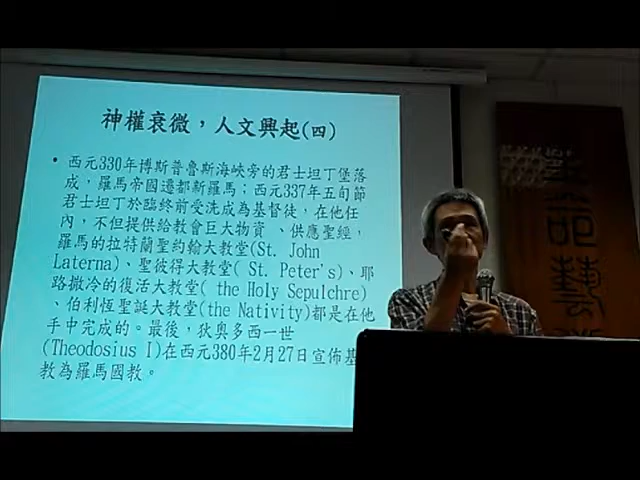 神權衰微，人文興起(四)
• 西元330年博斯普魯斯海峽旁的君士坦丁堡落
成，羅馬帝國遷都新羅馬；西元337年五旬節
君士坦丁於臨終前受洗成為基督徒，在他任
內，不但提供給教會巨大物資 、供應聖經，
羅馬的拉特蘭聖約翰大教堂(St. John
Laterna)、聖彼得大教堂( St. Peter's)、耶
路撒冷的復活大教堂( the Holy Sepulchre)
、伯利恆聖誕大教堂(the Nativity)都是在他
手中完成的。最後，狄奧多西一世
(Theodosius I)在西元380年2月27日宣佈基
教為羅馬國教。
藝